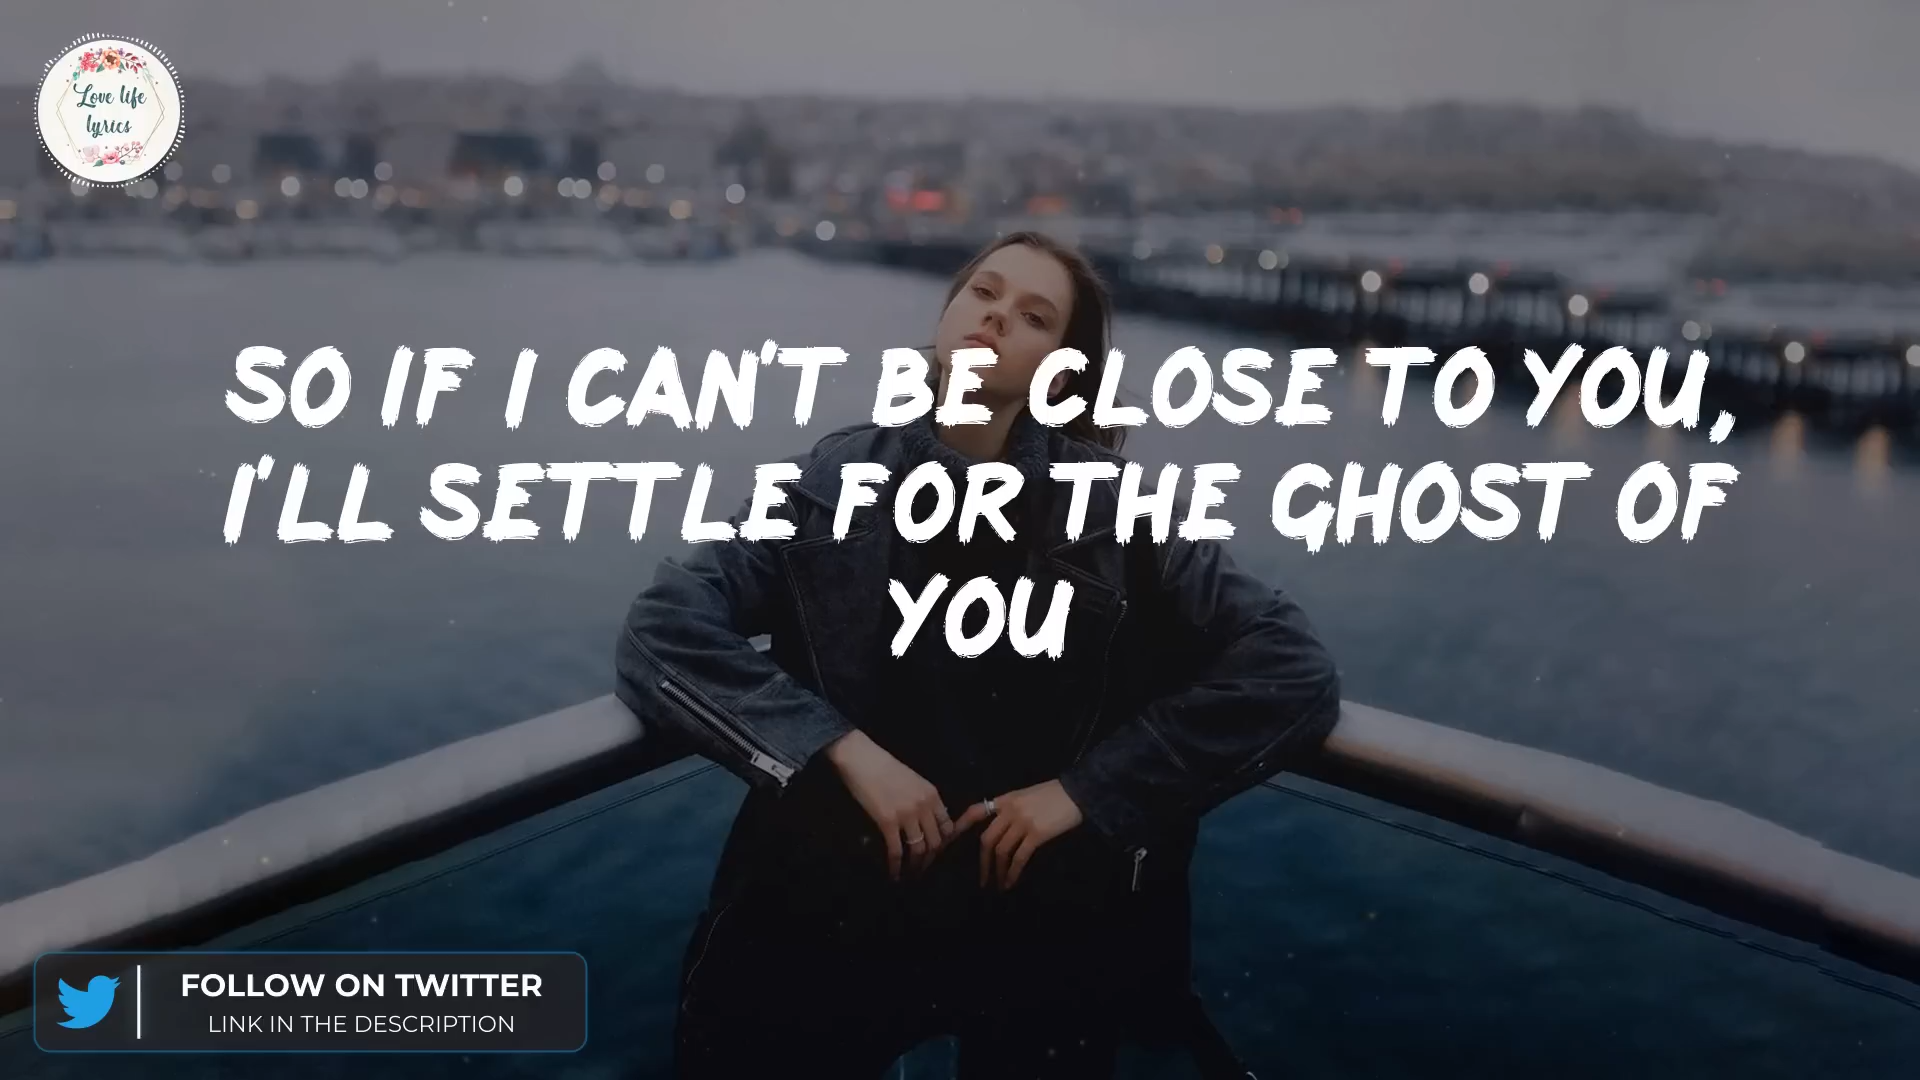 Love life
lyrics
SO IF I CAN'T BE CLOSE TO YOU,
I'LL SETTLE FOR THE GHOST OF
YOU
FOLLOW ON TWITTER
LINK IN THE DESCRIPTION